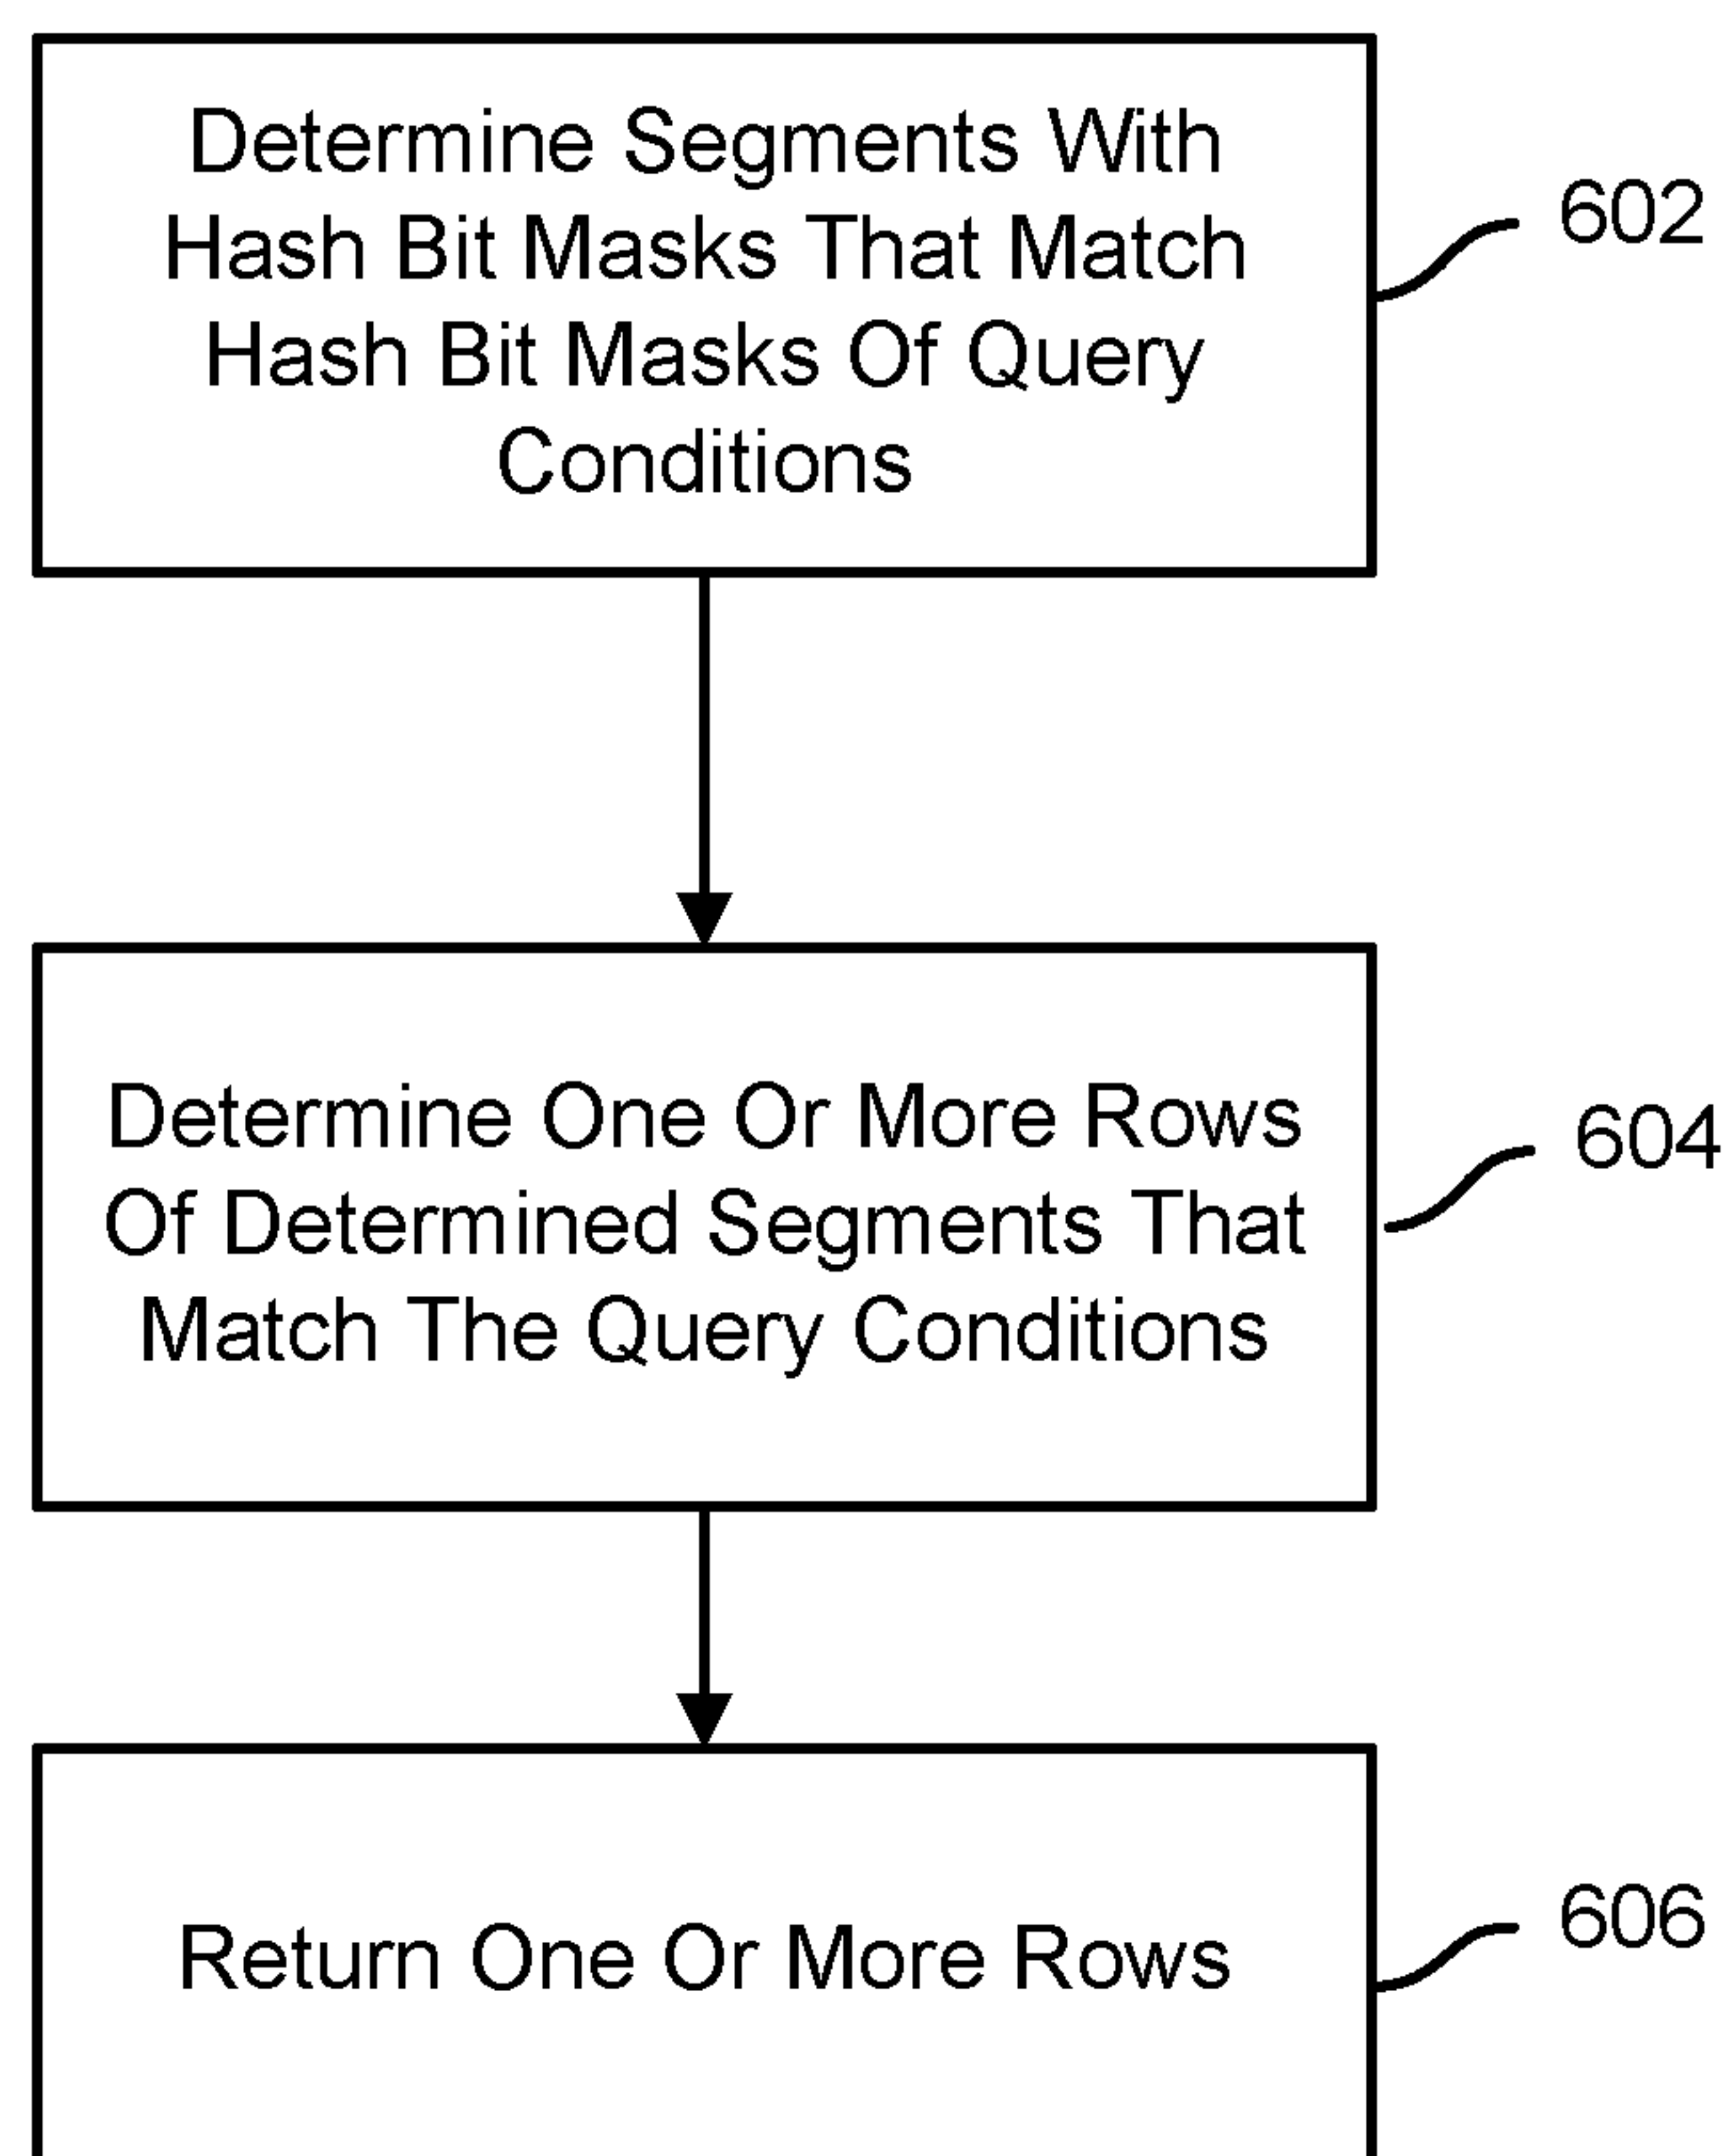 Determine Segments With
Hash Bit Masks That Match
Hash Bit Masks Of Query
Conditions
602
Determine One Or More Rows
Of Determined Segments That
Match The Query Conditions
604
Return One Or More Rows
606